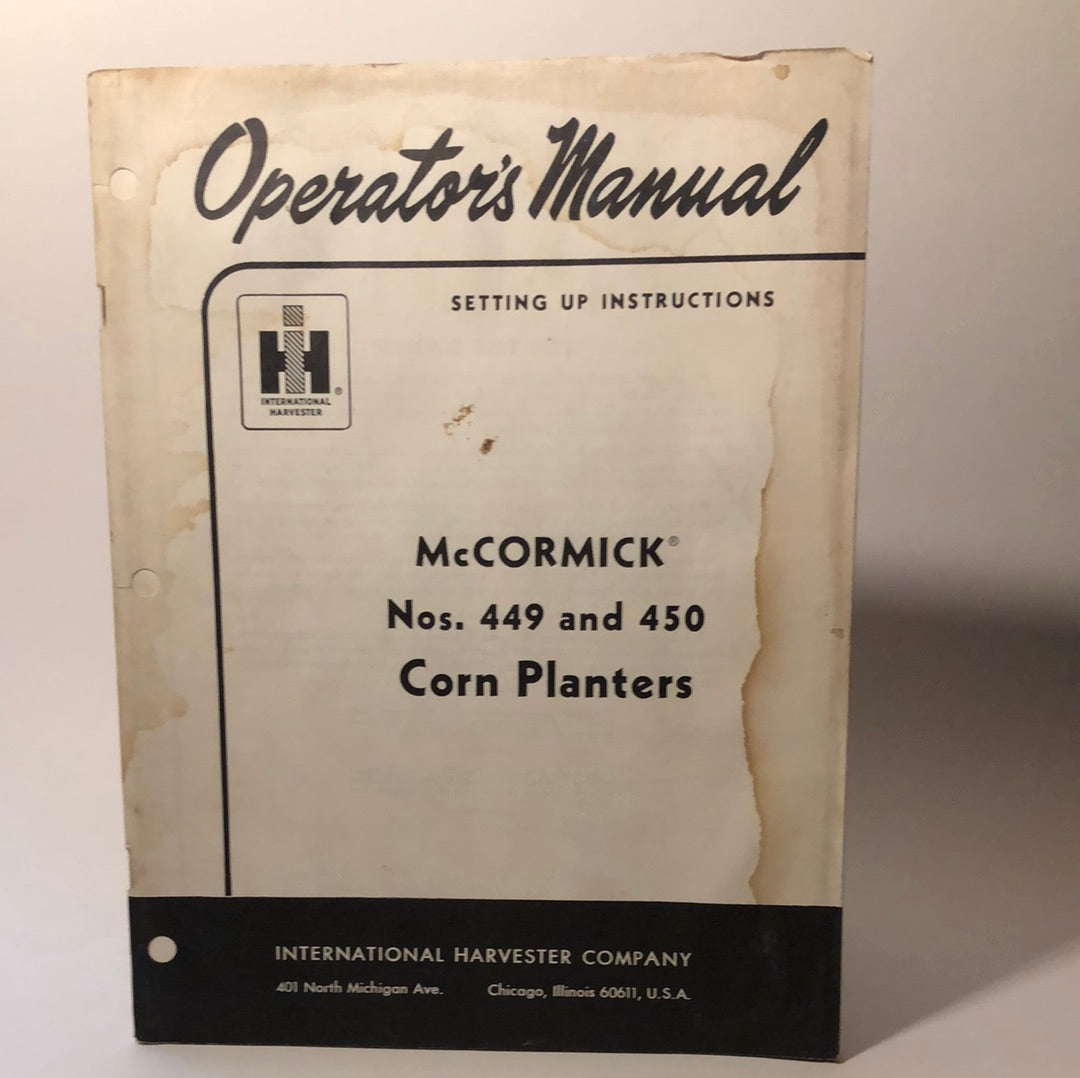 Operator's Manual
SETTING UP INSTRUCTIONS
IH ®
INTERNATIONAL
HARVESTER
McCORMICK®
Nos. 449 and 450
Corn Planters
INTERNATIONAL HARVESTER COMPANY
401 North Michigan Ave. Chicago, Illinois 60611, U.S.A.